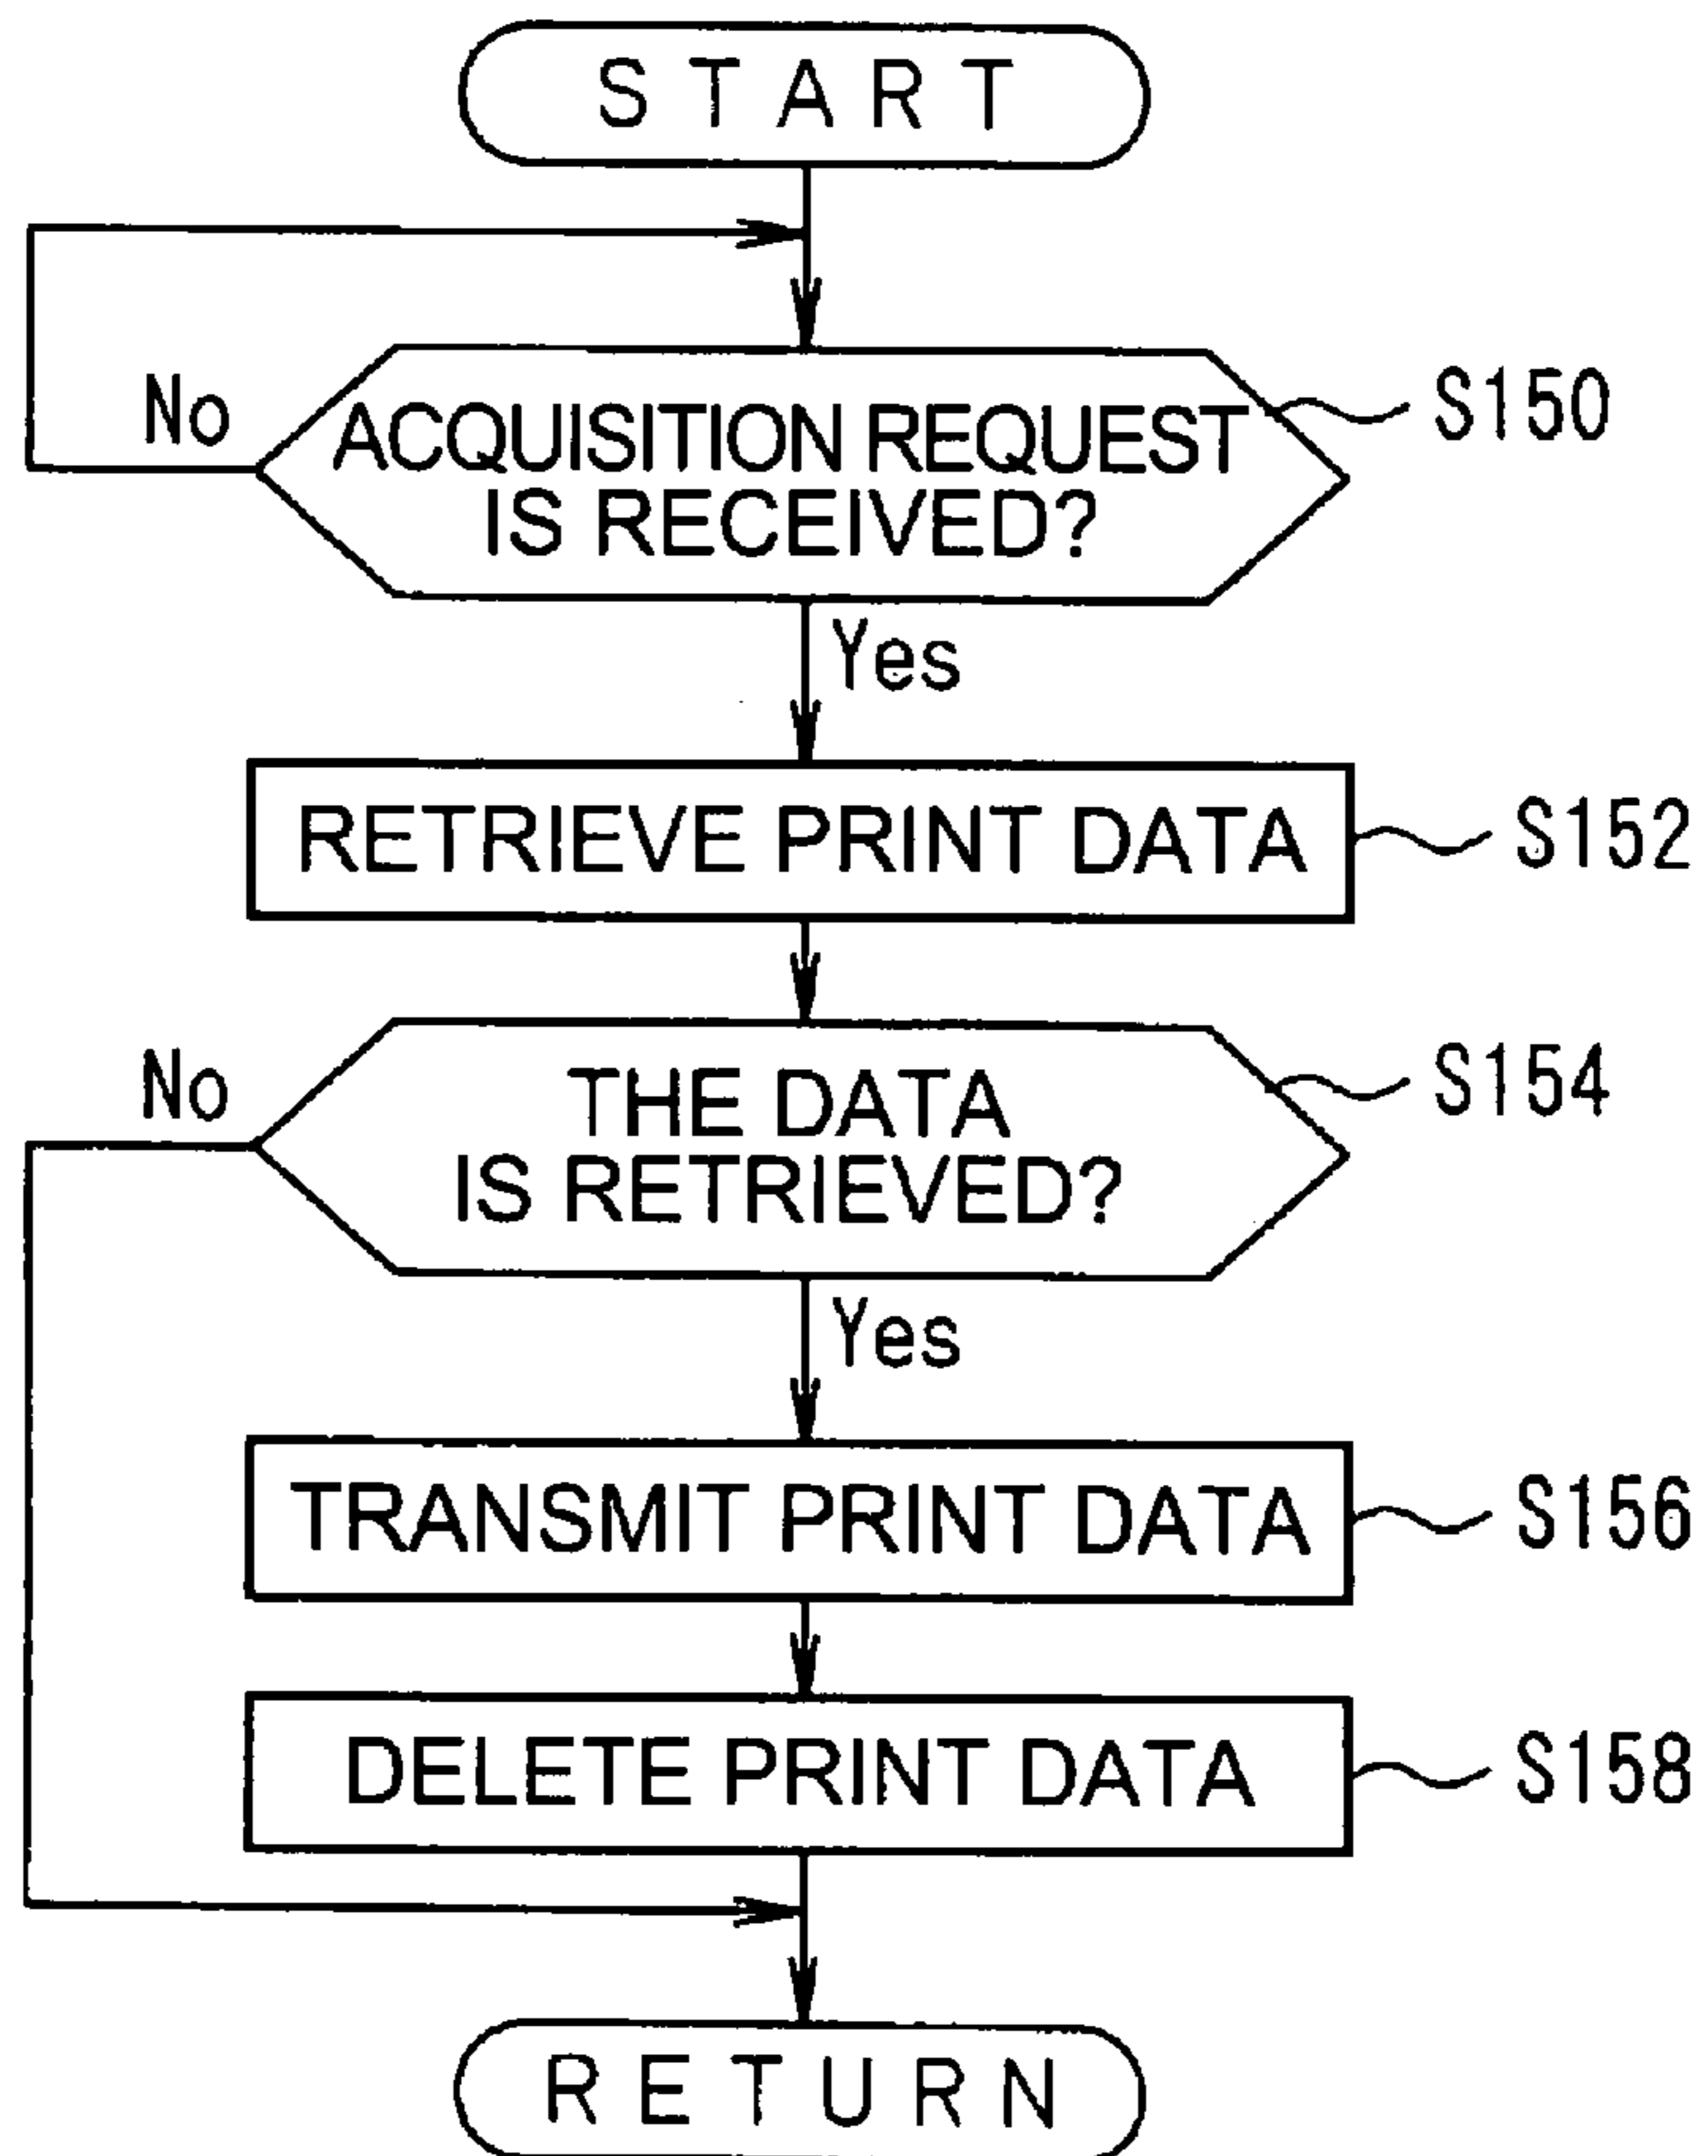 START
No
ACQUISITION REQUEST
IS RECEIVED?
S150
Yes
RETRIEVE PRINT DATA
S152
No
THE DATA
IS RETRIEVED?
S154
Yes
TRANSMIT PRINT DATA
S156
DELETE PRINT DATA
S158
RETURN